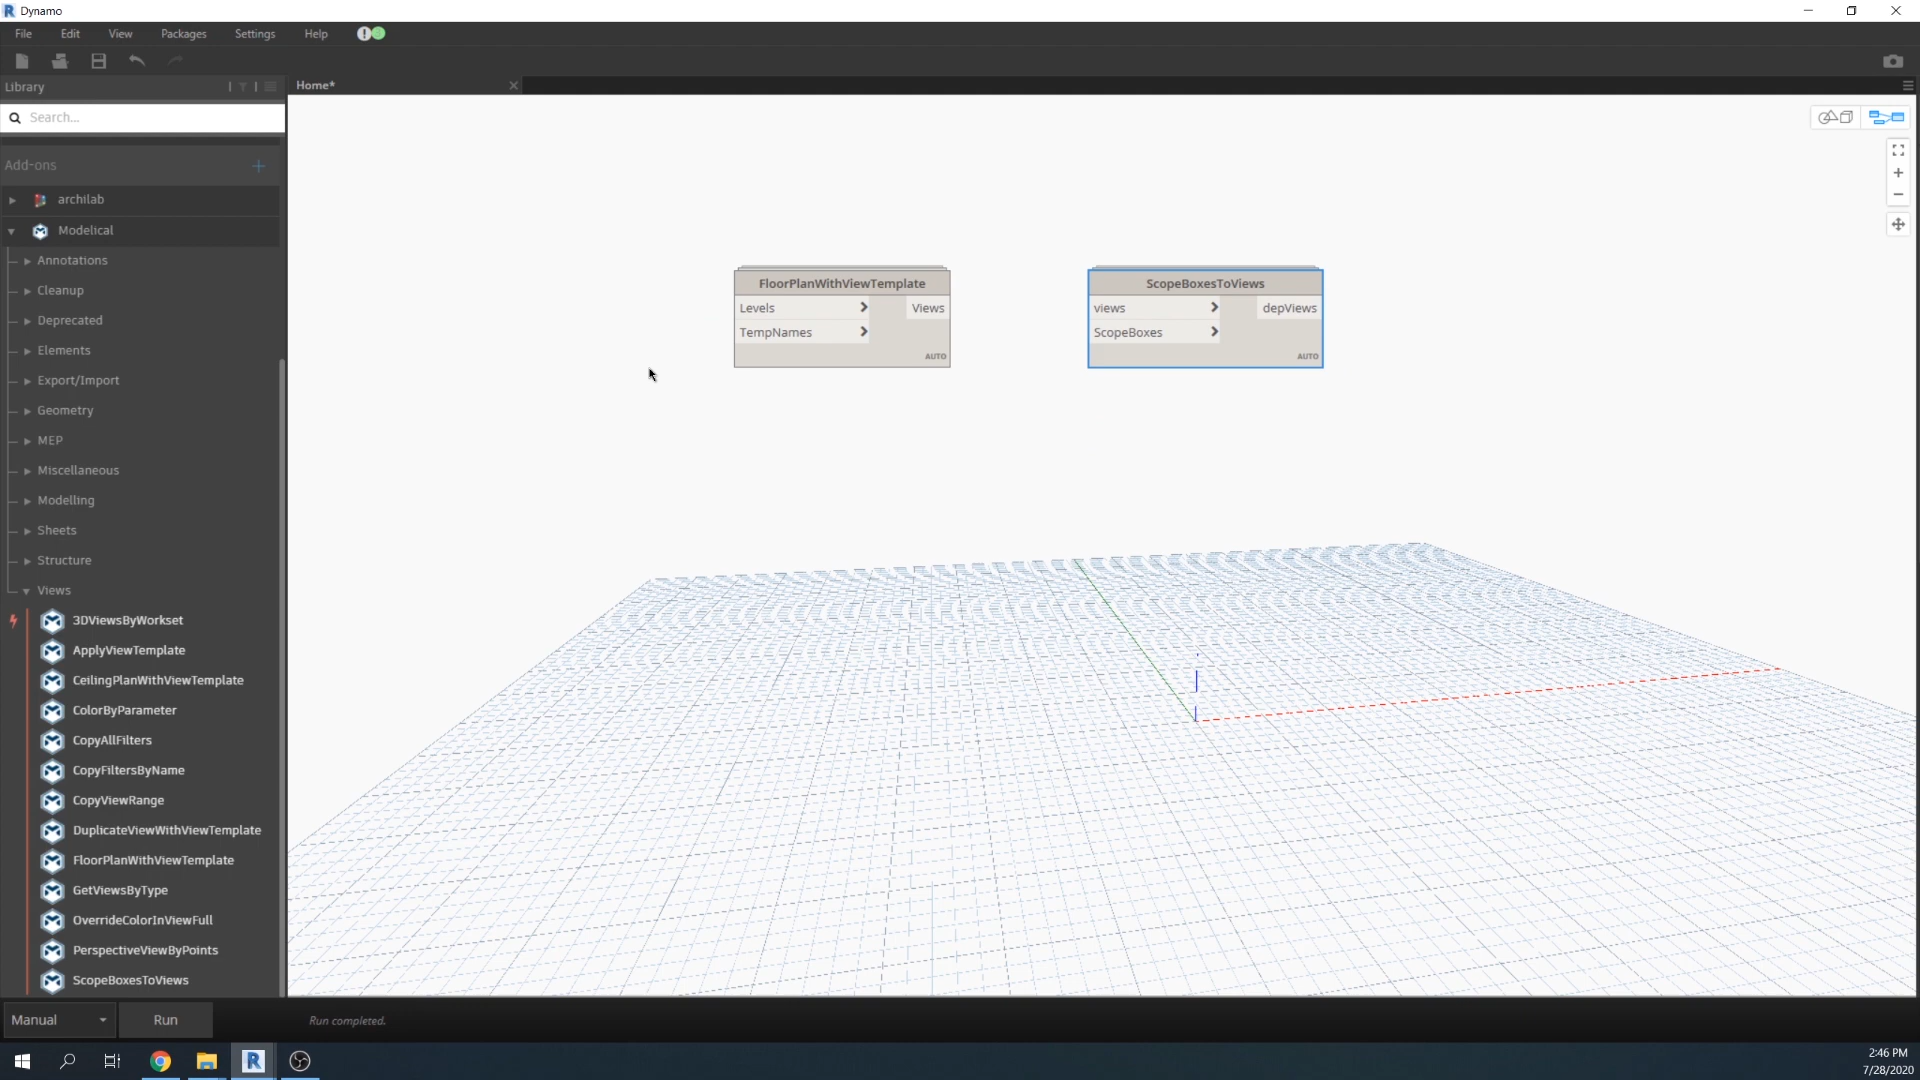 Dynamo
File Edit View Packages Settings Help
Library
Home*
Search...
Add-ons
archilab
Modelical
Annotations
Cleanup
Deprecated
Elements
Export/Import
Geometry
MEP
Miscellaneous
Modelling
Sheets
Structure
Views
3DViewsByWorkset
ApplyViewTemplate
CeilingPlanWithViewTemplate
ColorByParameter
CopyAllFilters
CopyFiltersByName
CopyViewRange
DuplicateViewWithViewTemplate
FloorPlanWithViewTemplate
GetViewsByType
OverrideColorInViewFull
PerspectiveViewByPoints
ScopeBoxesToViews
FloorPlanWithViewTemplate
Levels > Views
TempNames >
AUTO
ScopeBoxesToViews
views > depViews
ScopeBoxes >
AUTO
Manual Run Run completed.
2:46 PM
7/28/2020